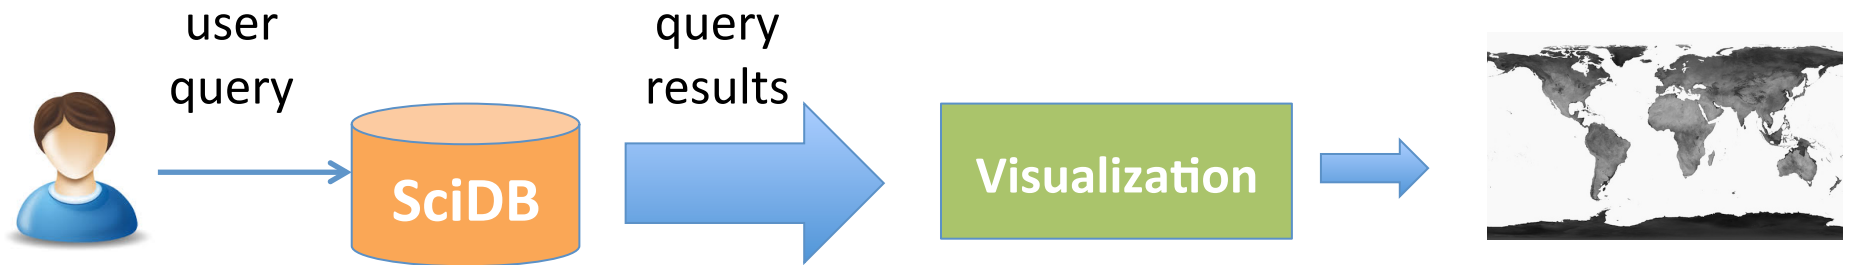 user
query
SciDB
query
results
Visualization